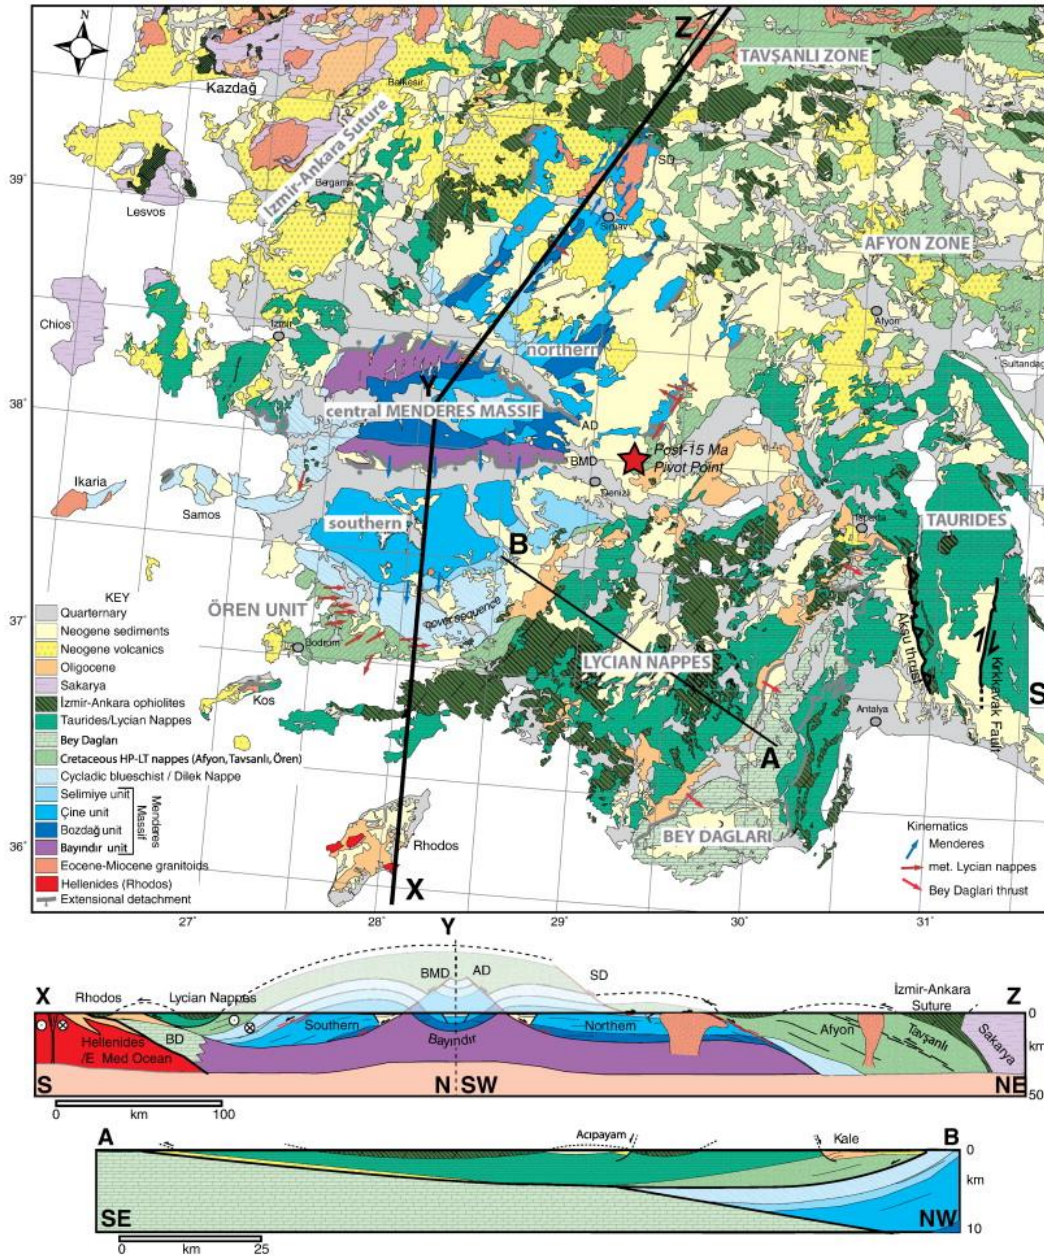 N
Z
TAVŞANLI ZONE
Kazdağ
Balıkesir
İzmir-Ankara Suture
SD
39°
Bergama
Lesvos
Simav
AFYON ZONE
Chios
İzmir
Afyon
northern
Sultandağ
38°
Y
central MENDERES MASSIF
AD
Post-15 Ma
Pivot Point
BMD
Denizli
Ikaria
Samos
southern
B
Isparta
TAURIDES
KEY
ÖREN UNIT
cover sequence
37°
Bodrum
LYCIAN NAPPES
Aksu thrust
Kırkkavak Fault
S
Kos
Antalya
A
Rhodos
BEY DAGLARI
36°
X
Quarternary
Neogene sediments
Neogene volcanics
Oligocene
Sakarya
İzmir-Ankara ophiolites
Taurides/Lycian Nappes
Bey Dagları
Cretaceous HP-LT nappes (Afyon, Tavsanlı, Ören)
Cycladic blueschist / Dilek Nappe
Selimiye unit
Çine unit
Bozdağ unit
Bayındır unit
Menderes
Massif
Eocene-Miocene granitoids
Hellenides (Rhodos)
Extensional detachment
Kinematics
Menderes
met. Lycian nappes
Bey Daglari thrust
27° 28° 29° 30° 31°
Y
X Rhodos Lycian Nappes BMD AD SD İzmir-Ankara
Suture Z
0
Hellenides
/E Med Ocean
BD
Southern
Bayındır
Northern
Afyon
Tavşanlı
Sakarya
km
S N SW NE
50
0 km 100
A Acıpayam Kale B
0
km
SE NW
10
0 km 25